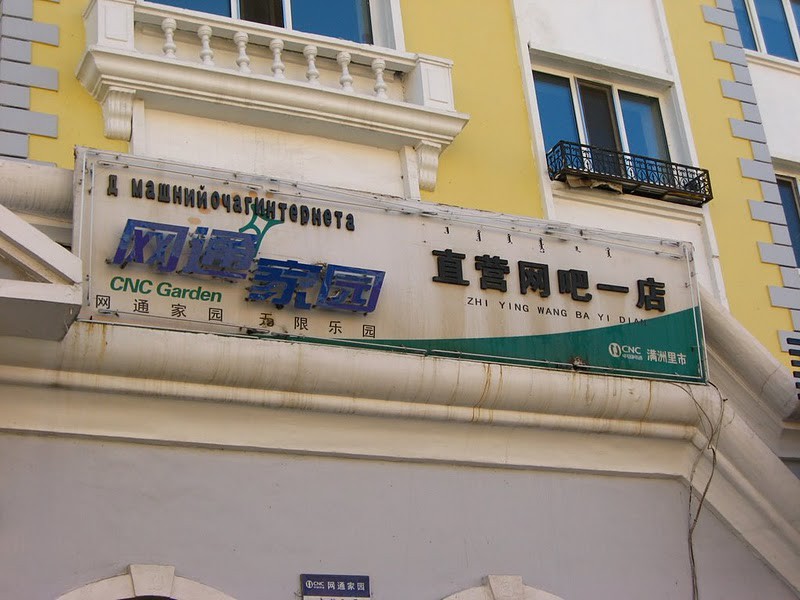 Д машнийочагинтернета
网通家园
CNC Garden
网通家园 无限乐园
直营网吧一店
ZHI YING WANG BA YI DIAN
CNC 满洲里市
CNC 网通家园